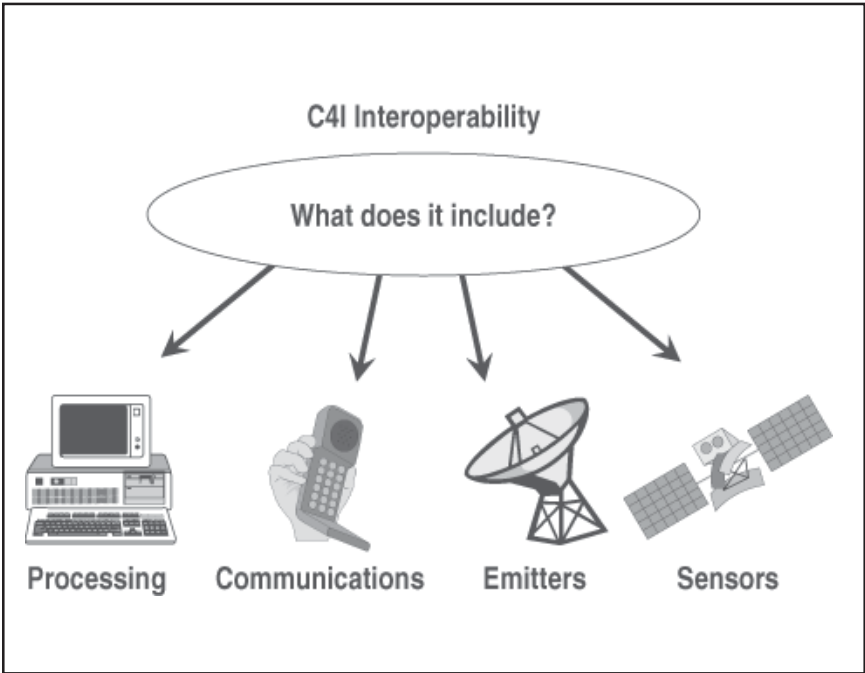 C4I Interoperability
What does it include?
Processing Communications Emitters Sensors